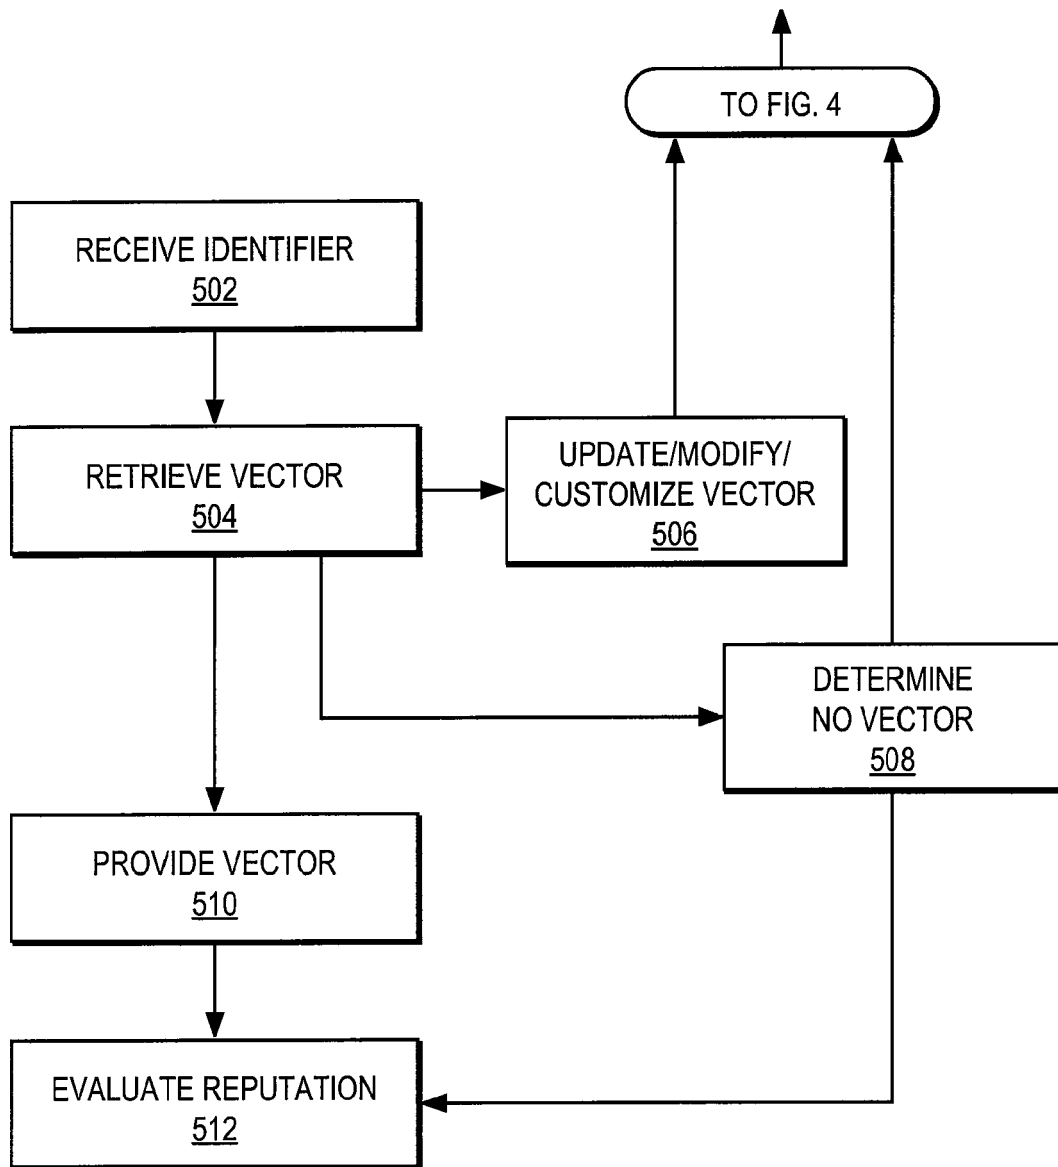 TO FIG. 4
RECEIVE IDENTIFIER
502
RETRIEVE VECTOR
504
UPDATE/MODIFY/
CUSTOMIZE VECTOR
506
DETERMINE
NO VECTOR
508
PROVIDE VECTOR
510
EVALUATE REPUTATION
512